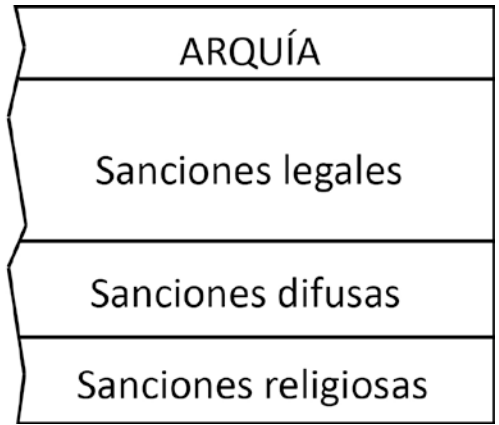 ARQUÍA
Sanciones legales
Sanciones difusas
Sanciones religiosas